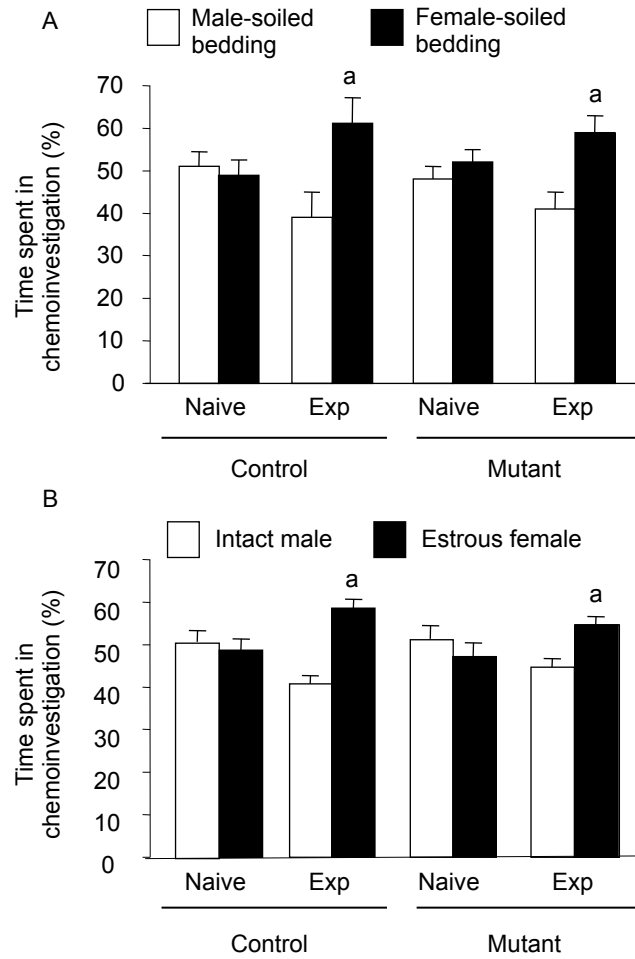 A
Male-soiled bedding
Female-soiled bedding
Time spent in chemoinvestigation (%)
70
60
50
40
30
20
10
0
a
a
Naive
Exp
Naive
Exp
Control
Mutant
B
Intact male
Estrous female
Time spent in chemoinvestigation (%)
70
60
50
40
30
20
10
0
a
a
Naive
Exp
Naive
Exp
Control
Mutant